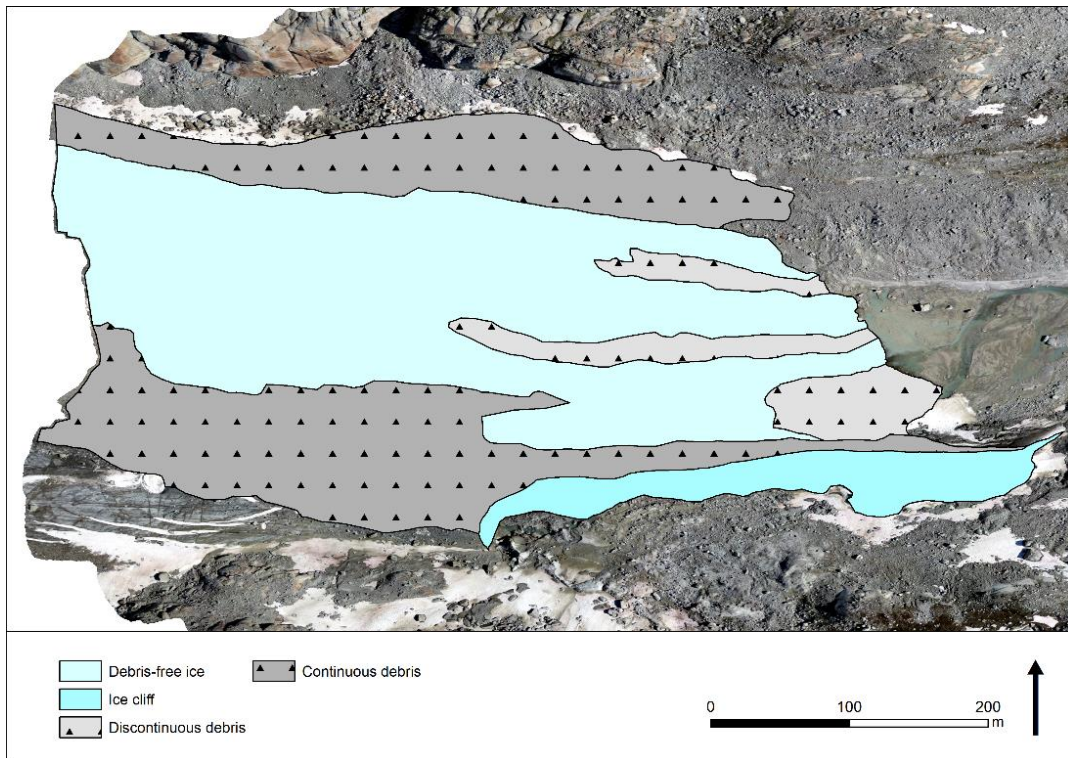 Debris-free ice
Continuous debris
Ice cliff
Discontinuous debris
0 100 200
m